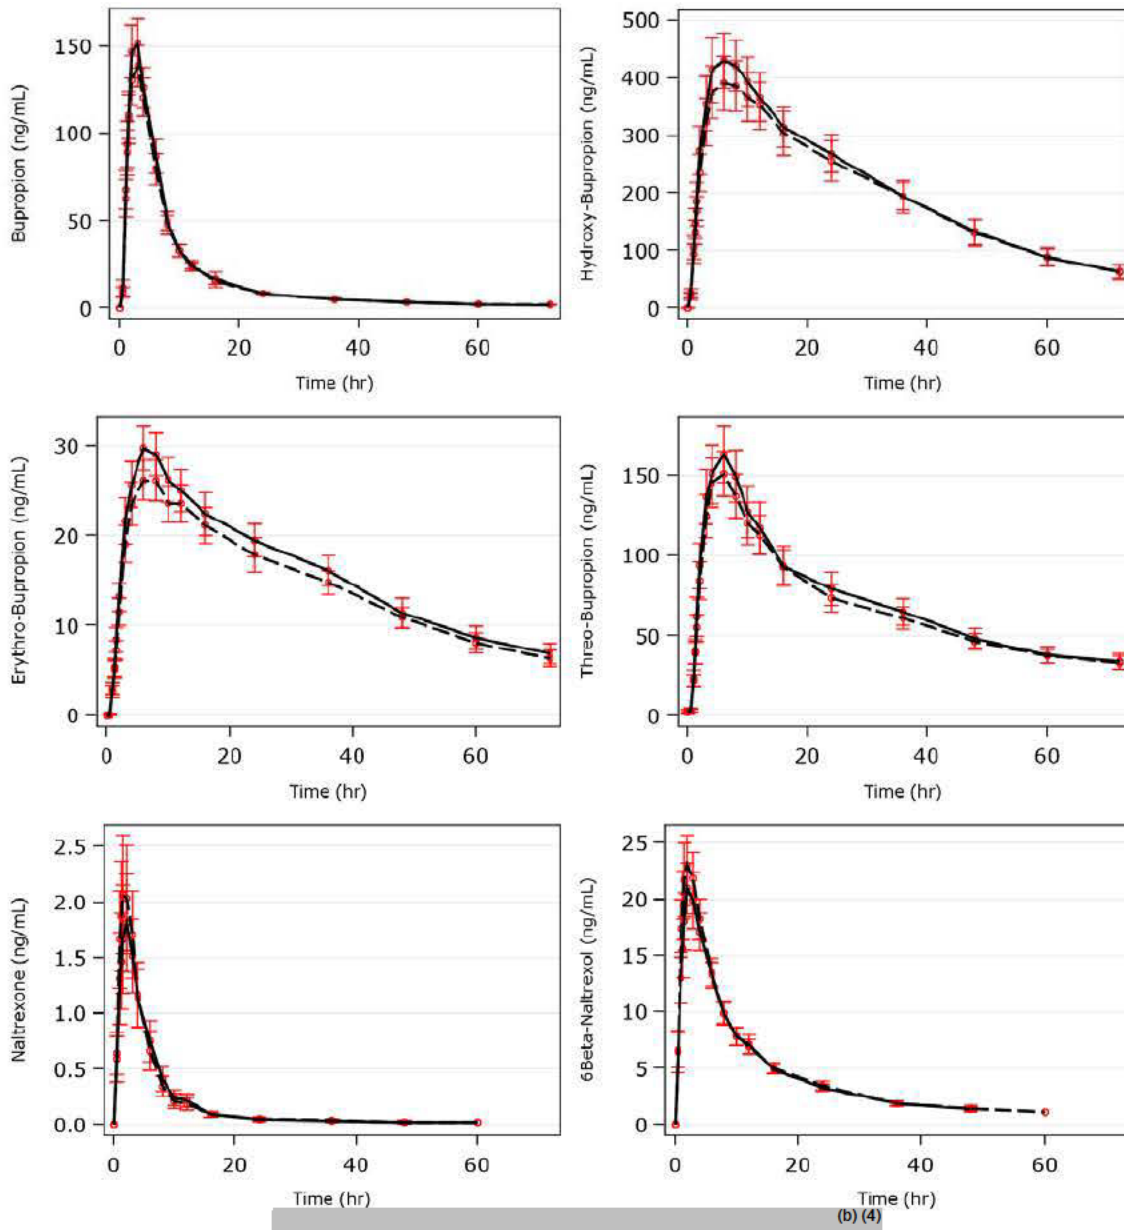 Bupropion (ng/mL)
150
100
50
0
0 20 40 60
Time (hr)
Hydroxy-Bupropion (ng/mL)
500
400
300
200
100
0
0 20 40 60
Time (hr)
Erythro-Bupropion (ng/mL)
30
20
10
0
0 20 40 60
Time (hr)
Threo-Bupropion (ng/mL)
150
100
50
0
0 20 40 60
Time (hr)
Naltrexone (ng/mL)
2.5
2.0
1.5
1.0
0.5
0.0
0 20 40 60
Time (hr)
6Beta-Naltrexol (ng/mL)
25
20
15
10
5
0
0 20 40 60
Time (hr)
(b) (4)